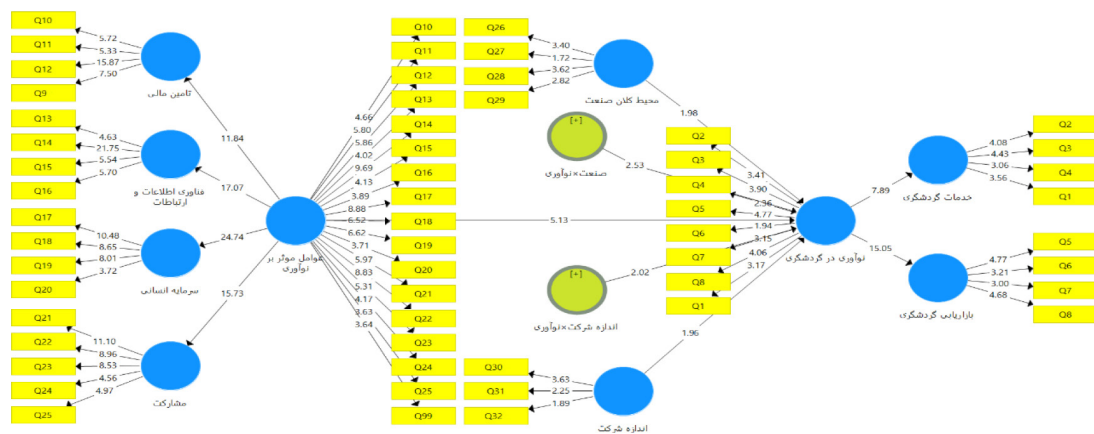 Q10
Q11
Q12
Q9
5.72
5.33
15.87
7.50
تامین مالی
Q13
Q14
Q15
Q16
4.63
21.75
5.54
5.70
فناوری اطلاعات و
ارتباطات
Q17
Q18
Q19
Q20
10.48
8.65
8.01
3.72
سرمایه انسانی
Q21
Q22
Q23
Q24
Q25
11.10
8.96
8.53
4.56
4.97
مشارکت
11.84
17.07
24.74
15.73
عوامل موثر بر
نوآوری
4.66
5.80
5.86
4.02
9.69
4.13
3.89
8.88
6.52
6.62
3.71
5.97
8.83
5.31
4.17
3.63
3.64
Q10
Q11
Q12
Q13
Q14
Q15
Q16
Q17
Q18
Q19
Q20
Q21
Q22
Q23
Q24
Q25
Q99
5.13
Q26
Q27
Q28
Q29
3.40
1.72
3.62
2.82
محیط کلان صنعت
1.98
[+]
صنعت×نوآوری
2.53
[+]
اندازه شرکت×نوآوری
2.02
Q30
Q31
Q32
3.63
2.25
1.89
اندازه شرکت
1.96
Q2
Q3
Q4
Q5
Q6
Q7
Q8
Q1
3.41
3.90
2.36
4.77
1.94
3.15
4.06
3.17
نوآوری در گردشگری
7.89
15.05
خدمات گردشگری
4.08
4.43
3.06
3.56
Q2
Q3
Q4
Q1
بازاریابی گردشگری
4.77
3.21
3.00
4.68
Q5
Q6
Q7
Q8